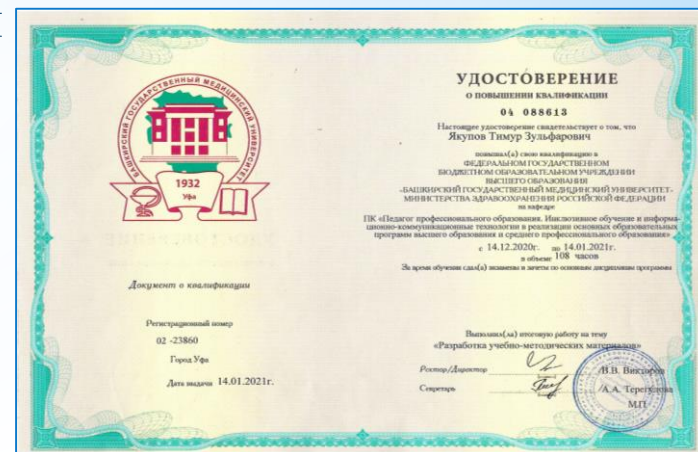 БАШКИРСКИЙ ГОСУДАРСТВЕННЫЙ МЕДИЦИНСКИЙ УНИВЕРСИТЕТ
1932
Уфа
Документ о квалификации
Регистрационный номер
02 -23860
Город Уфа
Дата выдачи 14.01.2021г.
УДОСТОВЕРЕНИЕ
О ПОВЫШЕНИИ КВАЛИФИКАЦИИ
04 088613
Настоящее удостоверение свидетельствует о том, что
Якупов Тимур Зульфарович
повышал(а) свою квалификацию в
ФЕДЕРАЛЬНОМ ГОСУДАРСТВЕННОМ
БЮДЖЕТНОМ ОБРАЗОВАТЕЛЬНОМ УЧРЕЖДЕНИИ
ВЫСШЕГО ОБРАЗОВАНИЯ
«БАШКИРСКИЙ ГОСУДАРСТВЕННЫЙ МЕДИЦИНСКИЙ УНИВЕРСИТЕТ»
МИНИСТЕРСТВА ЗДРАВООХРАНЕНИЯ РОССИЙСКОЙ ФЕДЕРАЦИИ
на кафедре
ПК «Педагог профессионального образования. Инклюзивное обучение и информа-
ционно-коммуникационные технологии в реализации основных образовательных
программ высшего образования и среднего профессионального образования»
с 14.12.2020г. по 14.01.2021г.
в объеме 108 часов
За время обучения сдал(а) экзамены и зачеты по основным дисциплинам программы
Выполнил(ла) итоговую работу на тему
«Разработка учебно-методических материалов»
Ректор/Директор /В.В. Викторов
Секретарь /А.А. Терегулова
М.П.